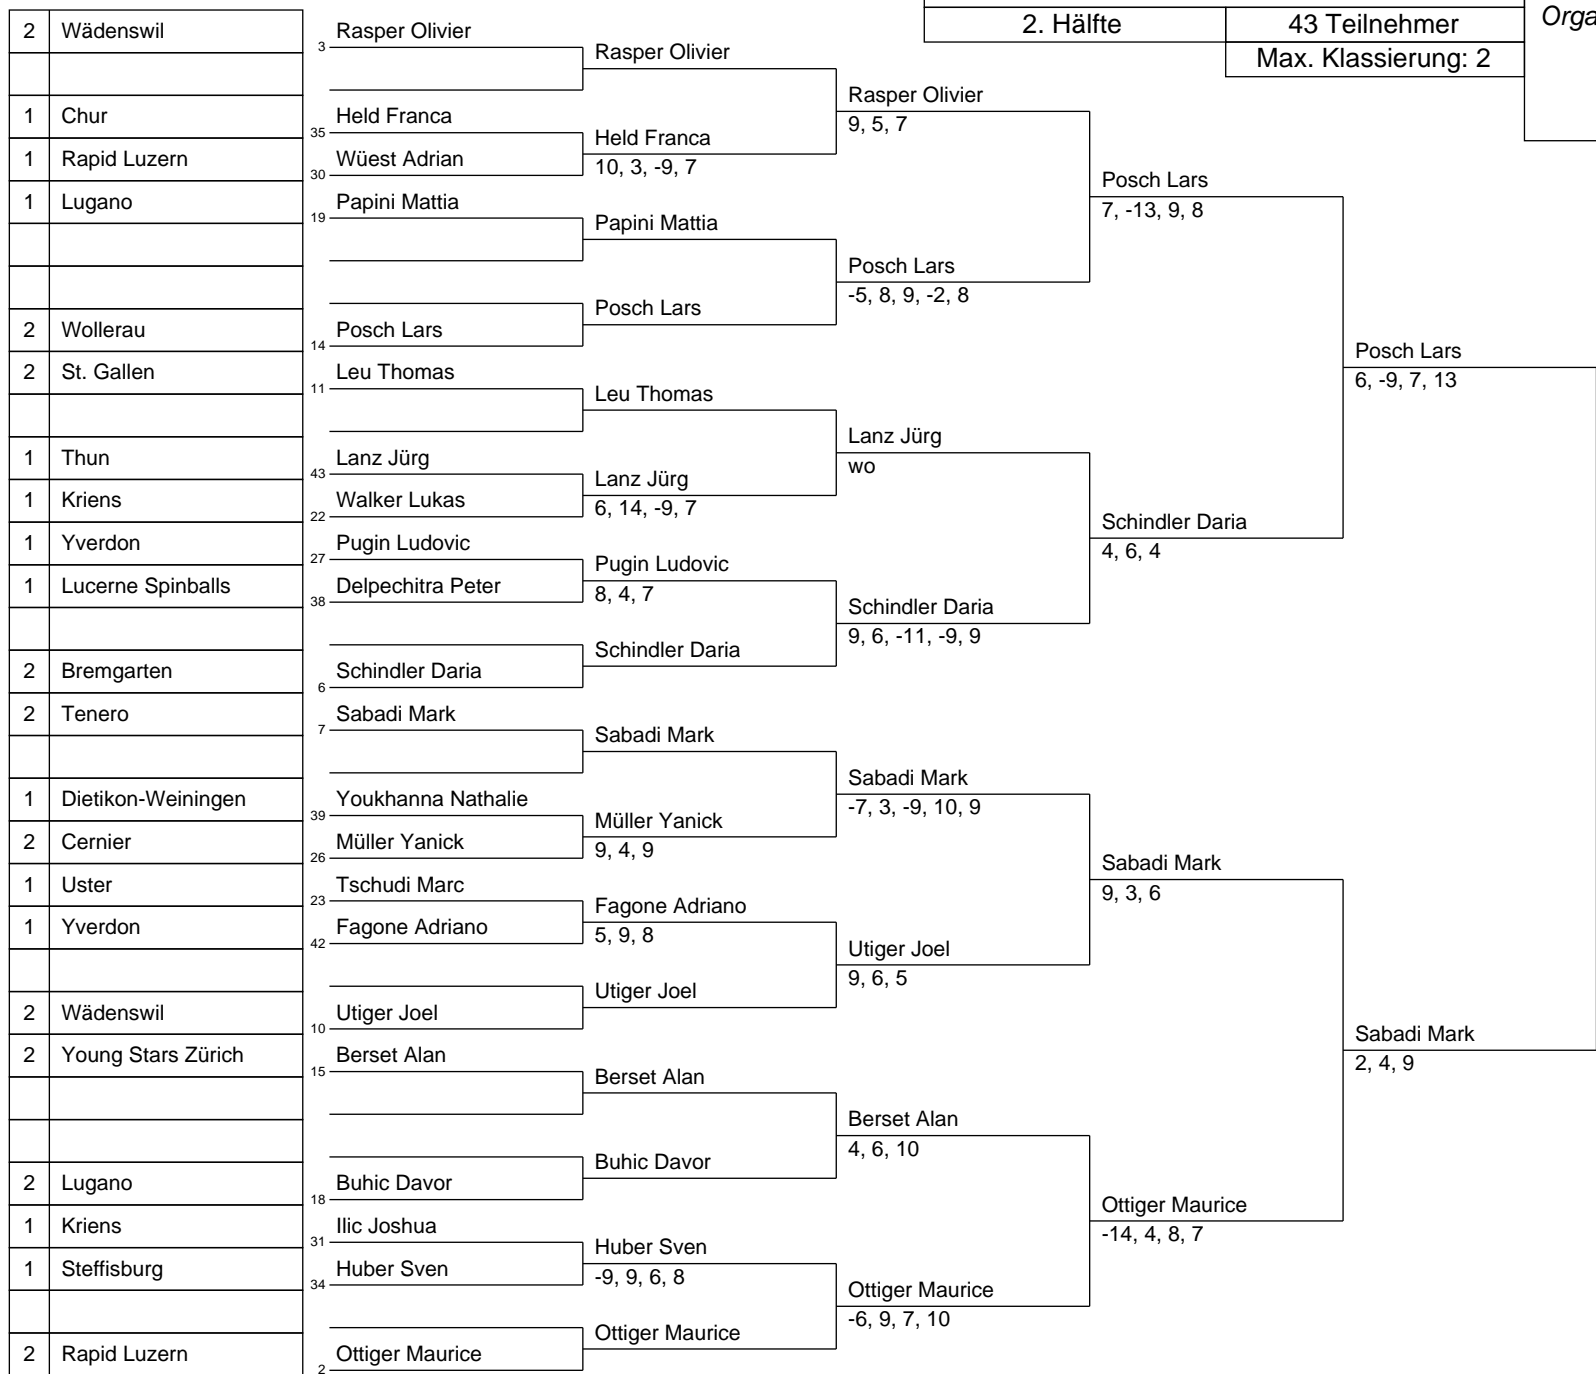 2. Hälfte 43 Teilnehmer Orga
Max. Klassierung: 2
2 Wädenswil 3 Rasper Olivier
1 Chur 35 Held Franca
1 Rapid Luzern 30 Wüest Adrian
1 Lugano 19 Papini Mattia
2 Wollerau 14 Posch Lars
2 St. Gallen 11 Leu Thomas
1 Thun 43 Lanz Jürg
1 Kriens 22 Walker Lukas
1 Yverdon 27 Pugin Ludovic
1 Lucerne Spinballs 38 Delpechitra Peter
2 Bremgarten 6 Schindler Daria
2 Tenero 7 Sabadi Mark
1 Dietikon-Weiningen 39 Youkhanna Nathalie
2 Cernier 26 Müller Yanick
1 Uster 23 Tschudi Marc
1 Yverdon 42 Fagone Adriano
2 Wädenswil 10 Utiger Joel
2 Young Stars Zürich 15 Berset Alan
2 Lugano 18 Buhic Davor
1 Kriens 31 Ilic Joshua
1 Steffisburg 34 Huber Sven
2 Rapid Luzern 2 Ottiger Maurice
Rasper Olivier
Held Franca
10, 3, -9, 7
Papini Mattia
Posch Lars
Leu Thomas
Lanz Jürg
6, 14, -9, 7
Pugin Ludovic
8, 4, 7
Schindler Daria
Sabadi Mark
Müller Yanick
9, 4, 9
Fagone Adriano
5, 9, 8
Utiger Joel
Berset Alan
Buhic Davor
Huber Sven
-9, 9, 6, 8
Ottiger Maurice
Rasper Olivier
9, 5, 7
Posch Lars
-5, 8, 9, -2, 8
Lanz Jürg
wo
Schindler Daria
9, 6, -11, -9, 9
Sabadi Mark
-7, 3, -9, 10, 9
Utiger Joel
9, 6, 5
Berset Alan
4, 6, 10
Ottiger Maurice
-6, 9, 7, 10
Posch Lars
7, -13, 9, 8
Schindler Daria
4, 6, 4
Sabadi Mark
9, 3, 6
Ottiger Maurice
-14, 4, 8, 7
Posch Lars
6, -9, 7, 13
Sabadi Mark
2, 4, 9